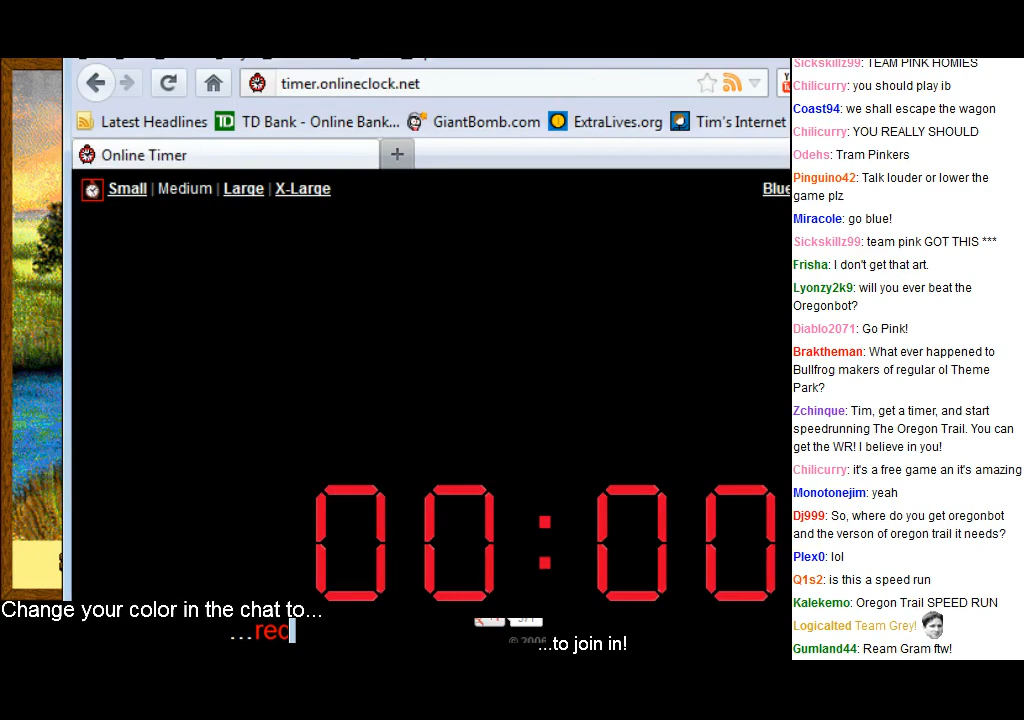 timer.onlineclock.net
Latest Headlines TD TD Bank - Online Bank... GiantBomb.com ExtraLives.org Tim's Internet
Online Timer +
Small | Medium | Large | X-Large
Blue
00:00
Change your color in the chat to...
...red
© 2006
...to join in!
Sickskillz99: TEAM PINK HOMIES
Chilicurry: you should play ib
Coast94: we shall escape the wagon
Chilicurry: YOU REALLY SHOULD
Odehs: Tram Pinkers
Pinguino42: Talk louder or lower the
game plz
Miracole: go blue!
Sickskillz99: team pink GOT THIS ***
Frisha: I don't get that art.
Lyonzy2k9: will you ever beat the
Oregonbot?
Diablo2071: Go Pink!
Braktheman: What ever happened to
Bullfrog makers of regular ol Theme
Park?
Zchinque: Tim, get a timer, and start
speedrunning The Oregon Trail. You can
get the WR! I believe in you!
Chilicurry: it's a free game an it's amazing
Monotonejim: yeah
Dj999: So, where do you get oregonbot
and the verson of oregon trail it needs?
Plex0: lol
Q1s2: is this a speed run
Kalekemo: Oregon Trail SPEED RUN
Logicalted Team Grey!
Gumland44: Ream Gram ftw!